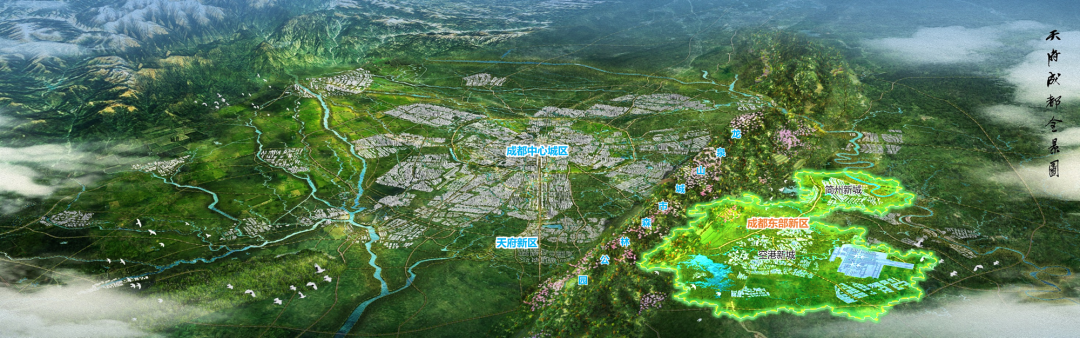 天府成都全景圖
成都中心城区
龙泉山城市森林公园
简州新城
成都东部新区
天府新区
空港新城